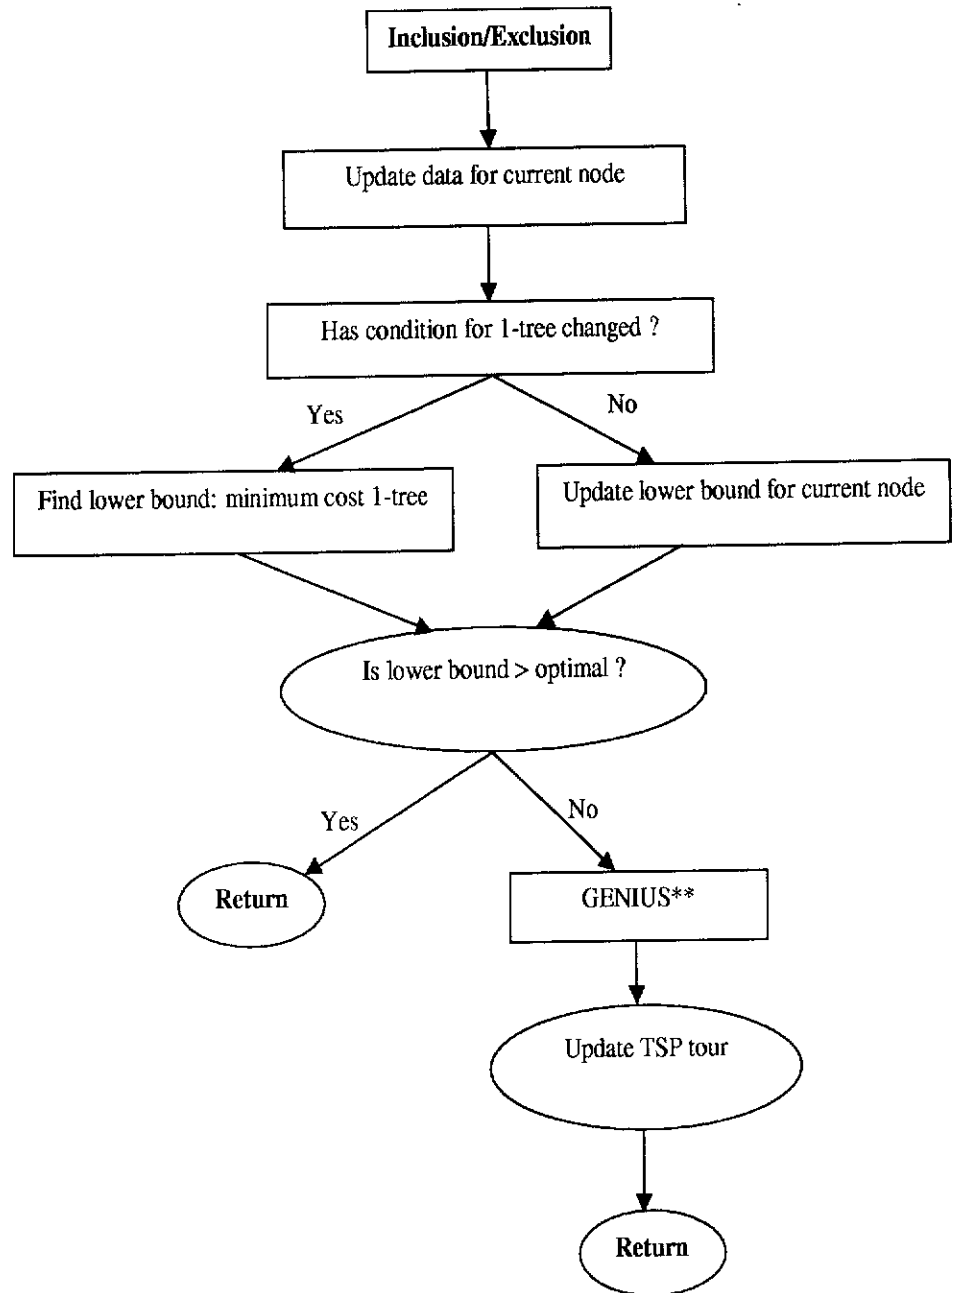 Inclusion/Exclusion
Update data for current node
Has condition for 1-tree changed ?
Yes
No
Find lower bound: minimum cost 1-tree
Update lower bound for current node
Is lower bound > optimal ?
Yes
No
Return
GENIUS**
Update TSP tour
Return